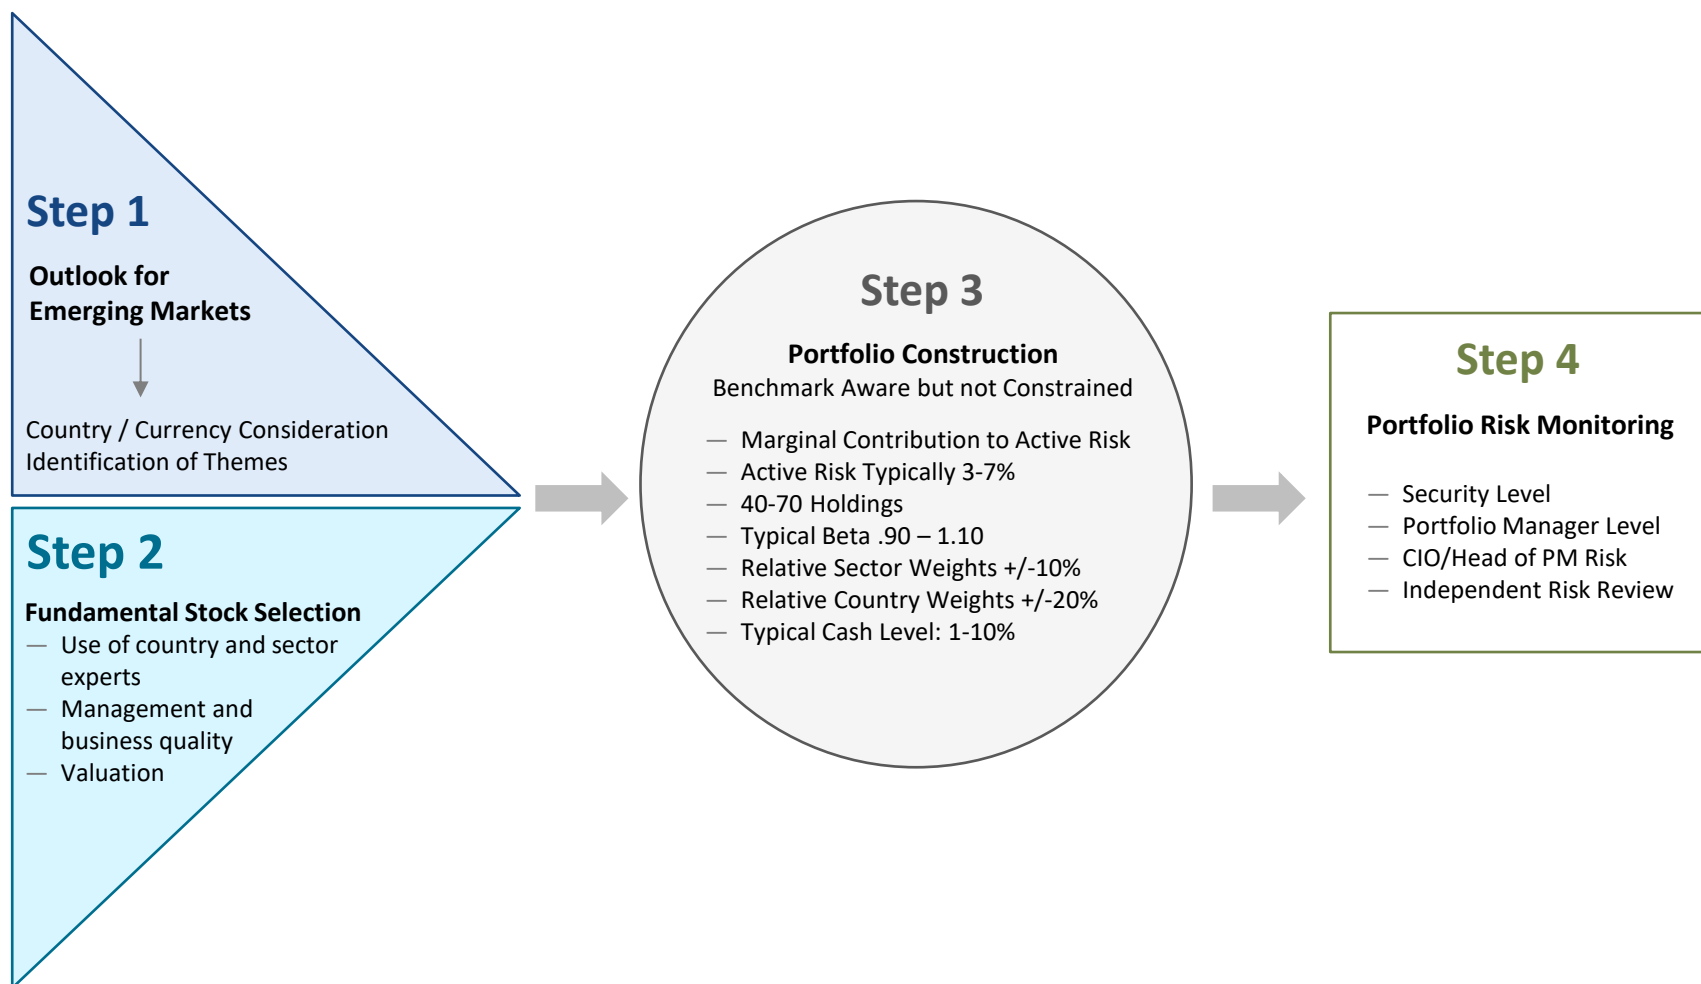 Step 1
Outlook for
Emerging Markets
Country / Currency Consideration
Identification of Themes
Step 2
Fundamental Stock Selection
— Use of country and sector
experts
— Management and
business quality
— Valuation
Step 3
Portfolio Construction
Benchmark Aware but not Constrained
— Marginal Contribution to Active Risk
— Active Risk Typically 3-7%
— 40-70 Holdings
— Typical Beta .90 – 1.10
— Relative Sector Weights +/-10%
— Relative Country Weights +/-20%
— Typical Cash Level: 1-10%
Step 4
Portfolio Risk Monitoring
— Security Level
— Portfolio Manager Level
— CIO/Head of PM Risk
— Independent Risk Review